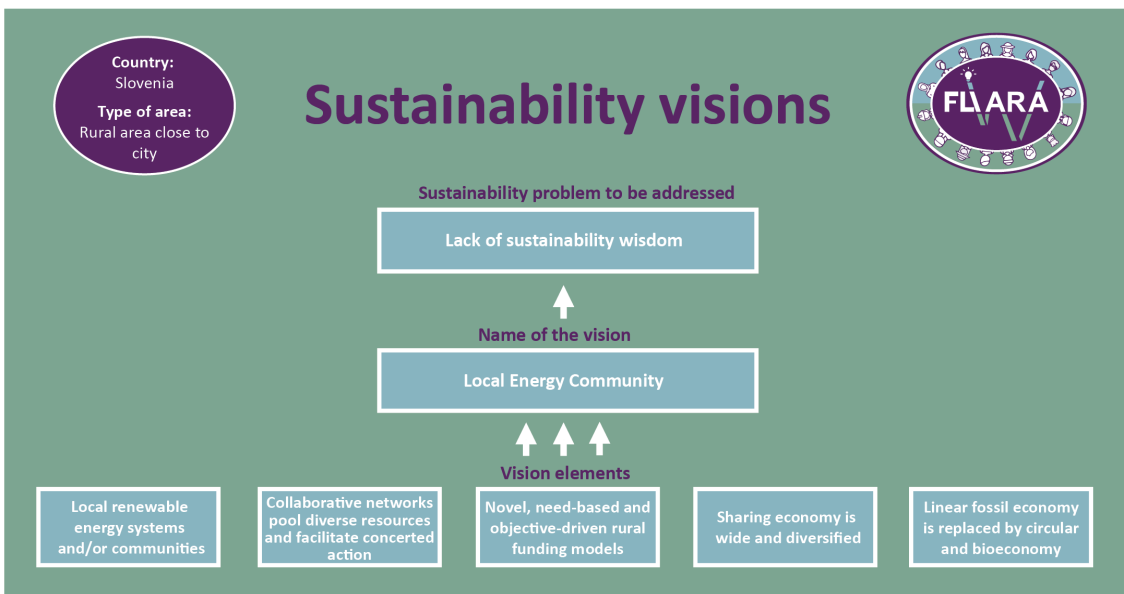 Country:
Slovenia
Type of area:
Rural area close to
city
Sustainability visions
FLIARA
Sustainability problem to be addressed
Lack of sustainability wisdom
Name of the vision
Local Energy Community
Vision elements
Local renewable
energy systems
and/or communities
Collaborative networks
pool diverse resources
and facilitate concerted
action
Novel, need-based and
objective-driven rural
funding models
Sharing economy is
wide and diversified
Linear fossil economy
is replaced by circular
and bioeconomy